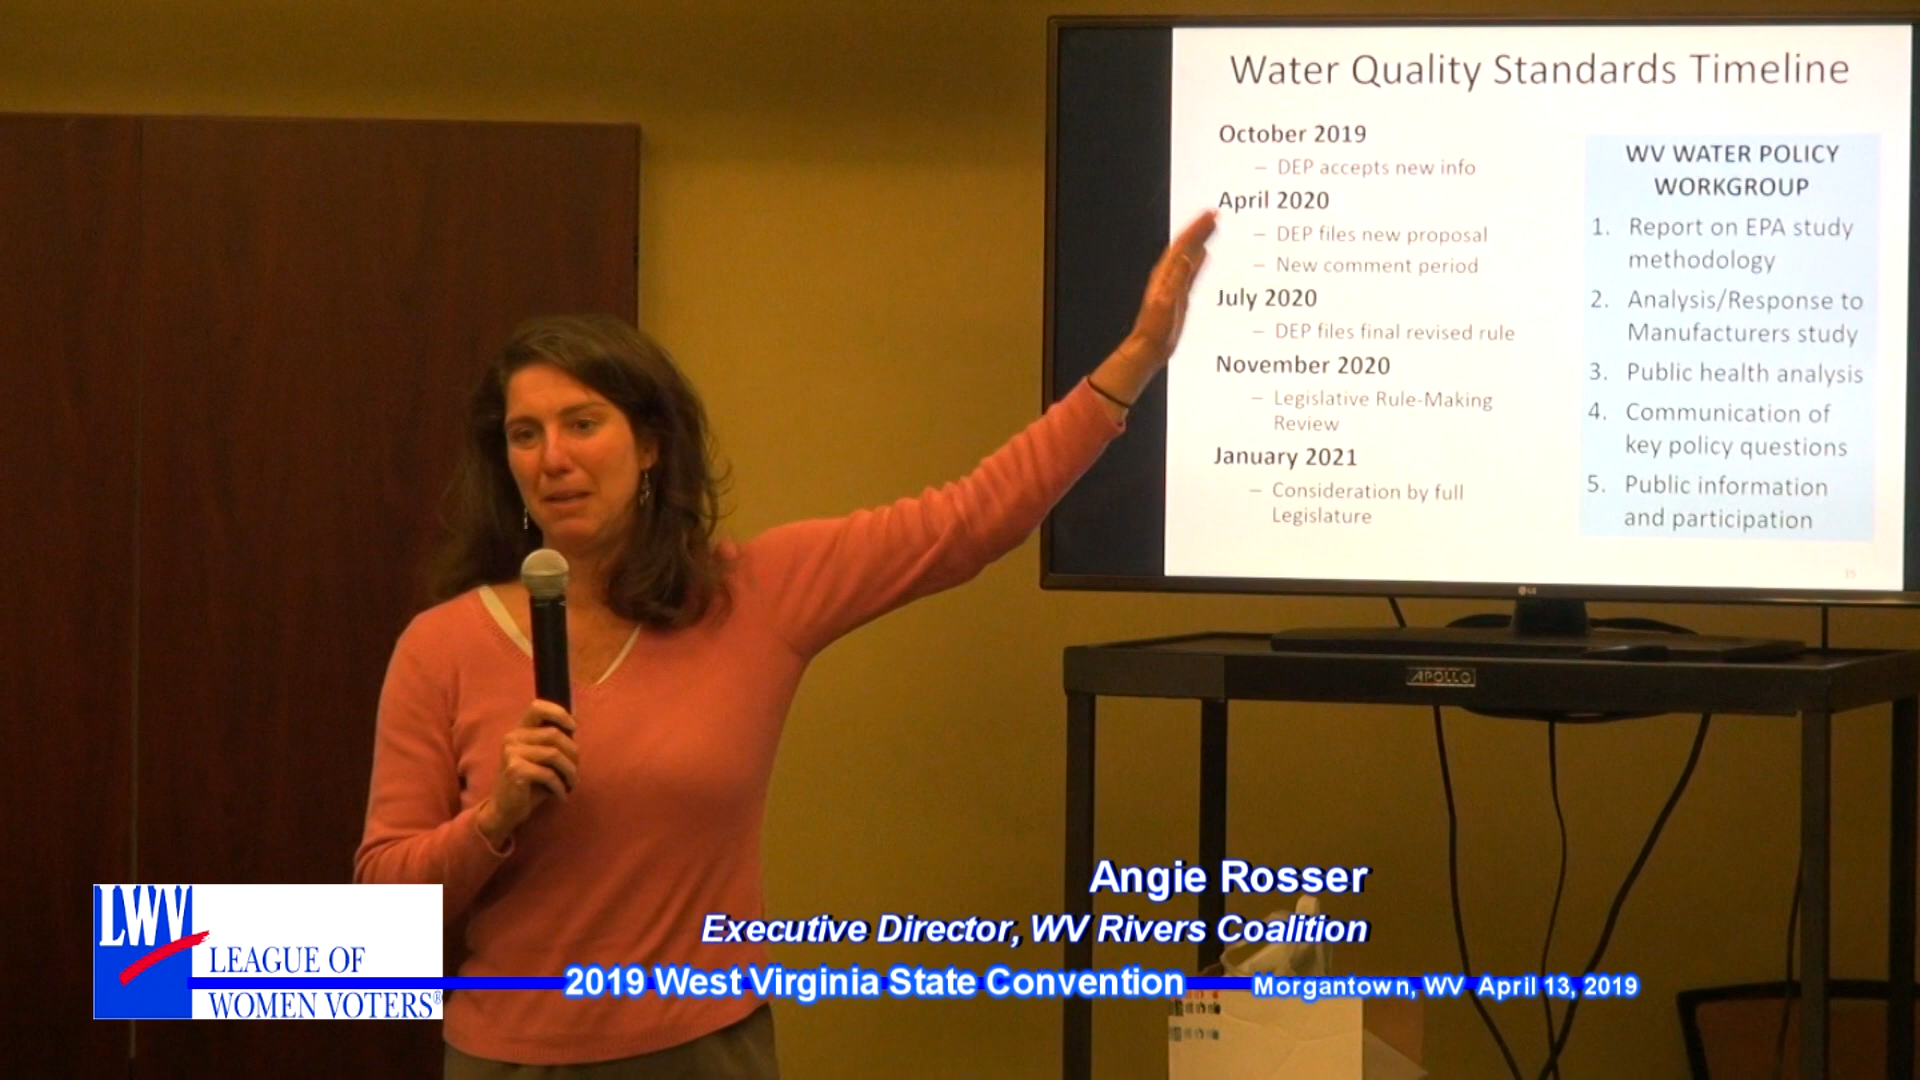 Water Quality Standards Timeline
October 2019
– DEP accepts new info
April 2020
– DEP files new proposal
– New comment period
July 2020
– DEP files final revised rule
November 2020
– Legislative Rule-Making
Review
January 2021
– Consideration by full
Legislature
WV WATER POLICY
WORKGROUP
1. Report on EPA study
methodology
2. Analysis/Response to
Manufacturers study
3. Public health analysis
4. Communication of
key policy questions
5. Public information
and participation
15
LG
APOLLO
Angie Rosser
Executive Director, WV Rivers Coalition
2019 West Virginia State Convention
Morgantown, WV April 13, 2019
LWV
LEAGUE OF
WOMEN VOTERS®